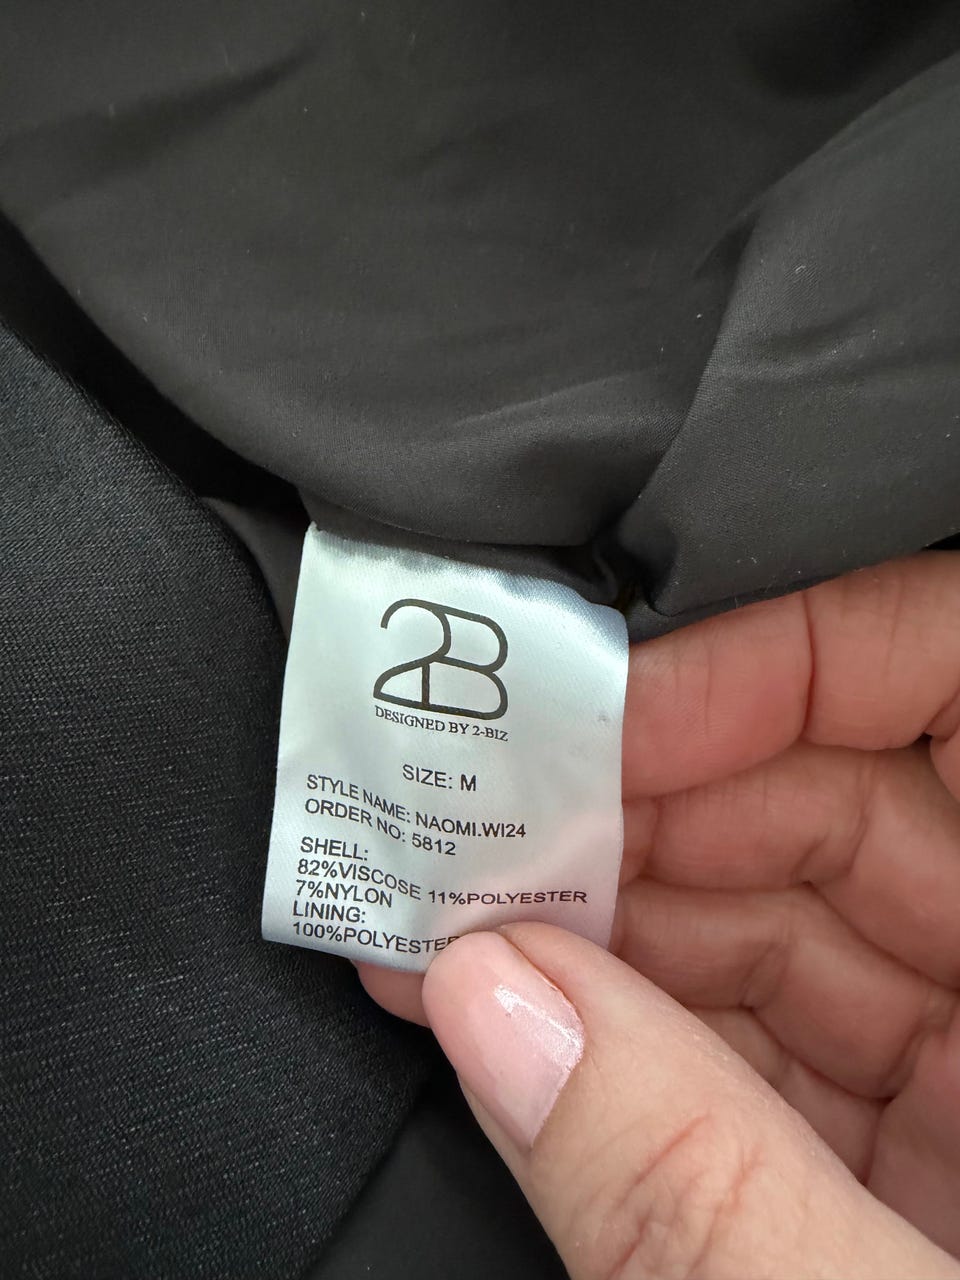 2B
DESIGNED BY 2-BIZ
SIZE: M
STYLE NAME: NAOMI.WI24
ORDER NO: 5812
SHELL:
82%VISCOSE 11%POLYESTER
7%NYLON
LINING:
100%POLYESTER